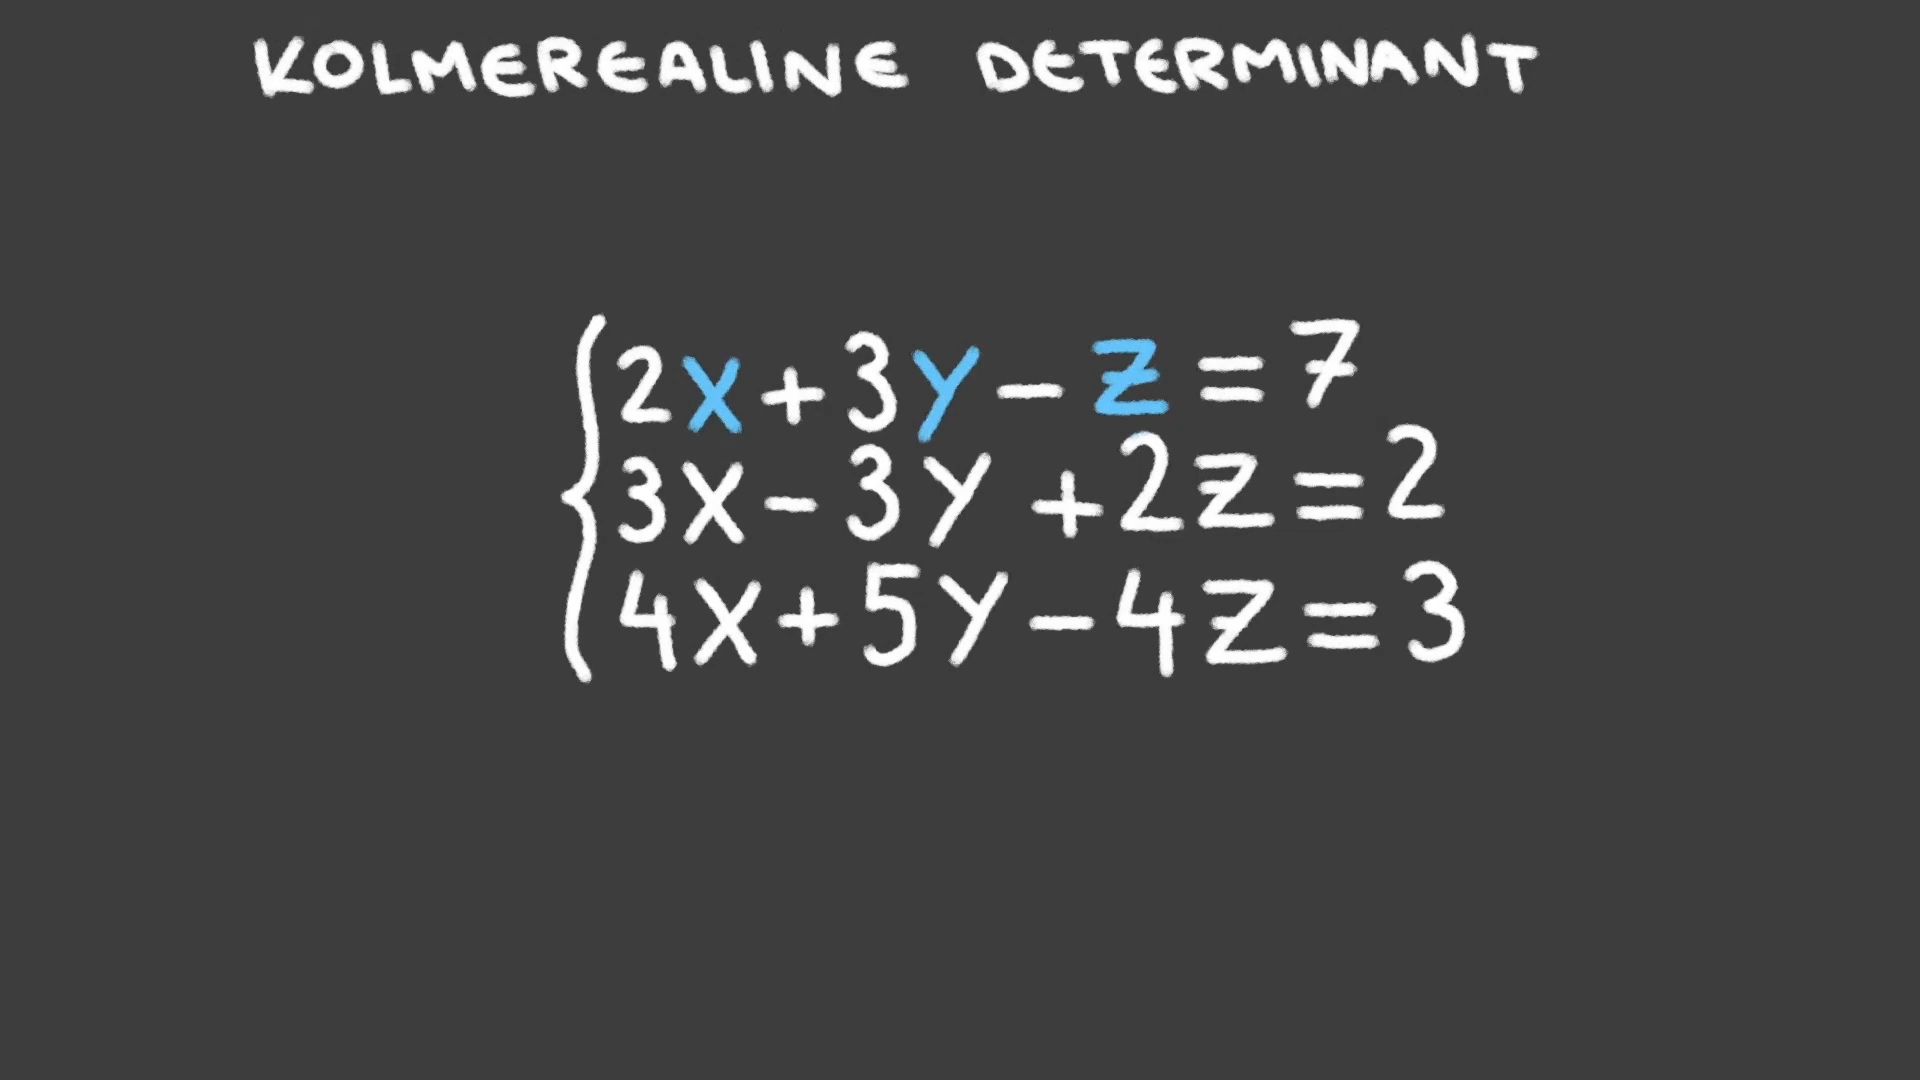 KOLMEREALINE DETERMINANT
2x+3y-z=7
3x-3y+2z=2
4x+5y-4z=3